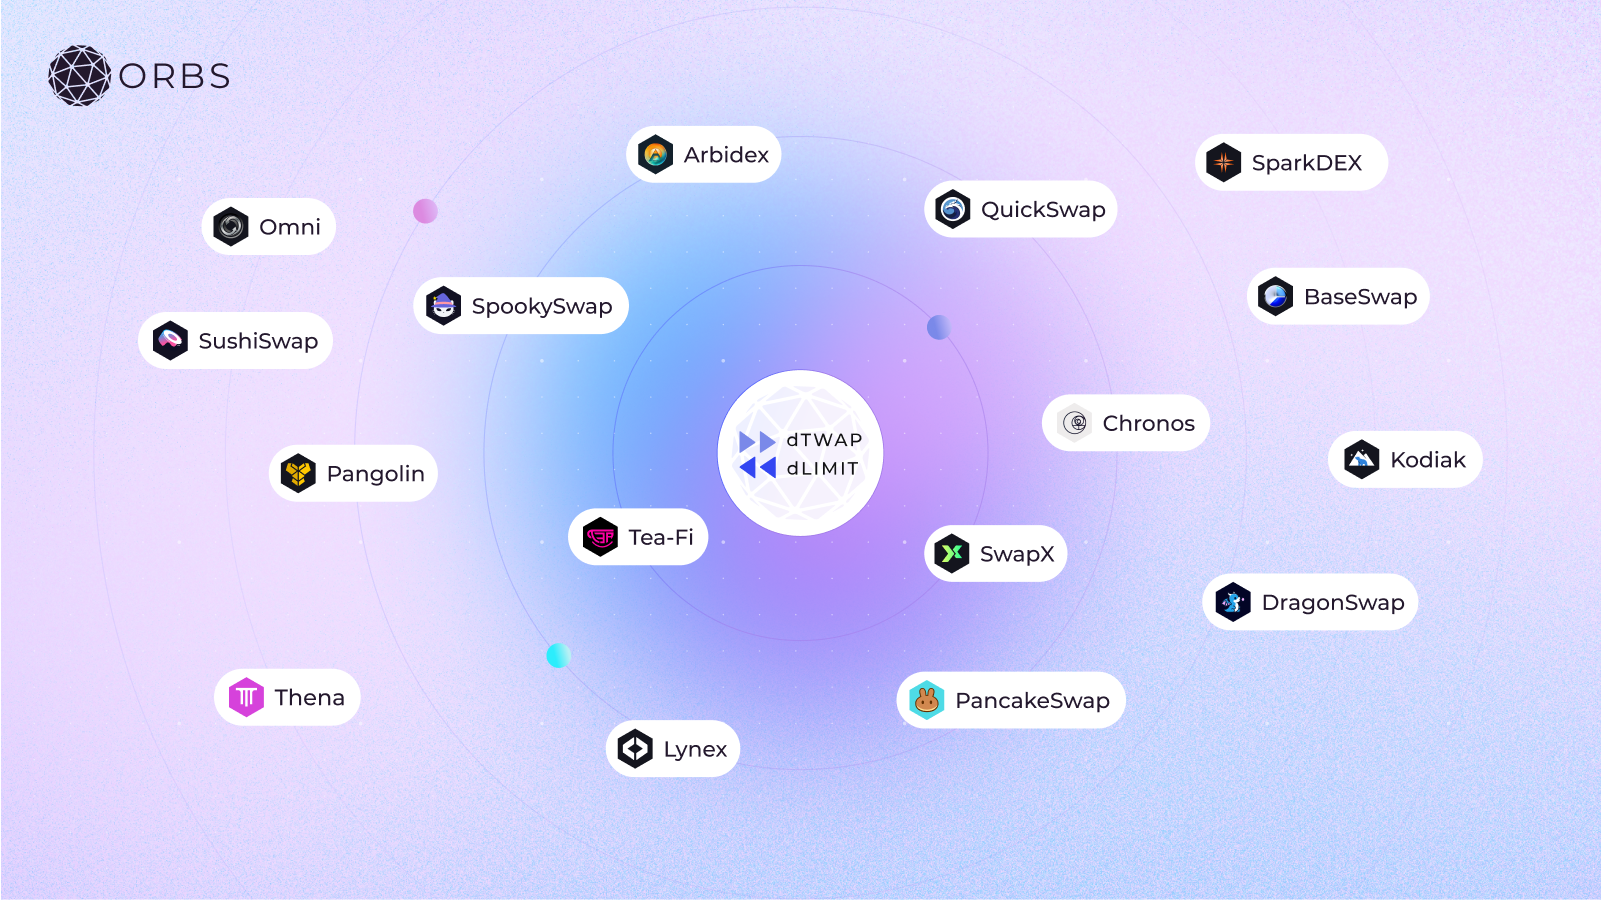 ORBS
Arbidex
SparkDEX
QuickSwap
Omni
BaseSwap
SpookySwap
SushiSwap
Chronos
dTWAP
dLIMIT
Kodiak
Pangolin
Tea-Fi
SwapX
DragonSwap
Thena
PancakeSwap
Lynex